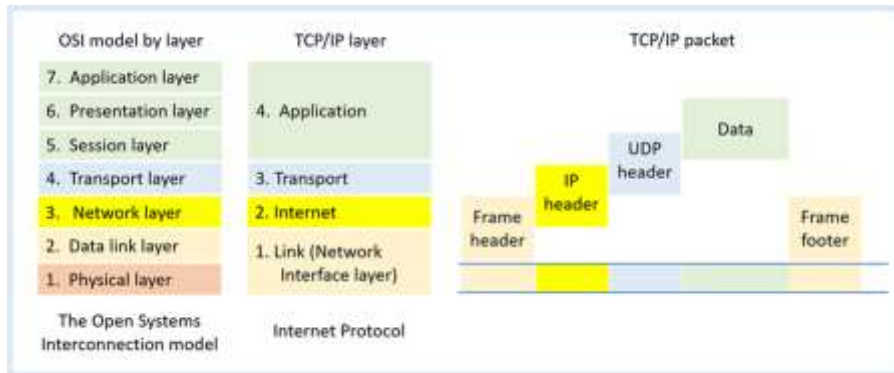 OSI model by layer
TCP/IP layer
TCP/IP packet
7. Application layer
6. Presentation layer
5. Session layer
4. Transport layer
3. Network layer
2. Data link layer
1. Physical layer
The Open Systems
Interconnection model
4. Application
3. Transport
2. Internet
1. Link (Network
Interface layer)
Internet Protocol
Frame
header
IP
header
UDP
header
Data
Frame
footer